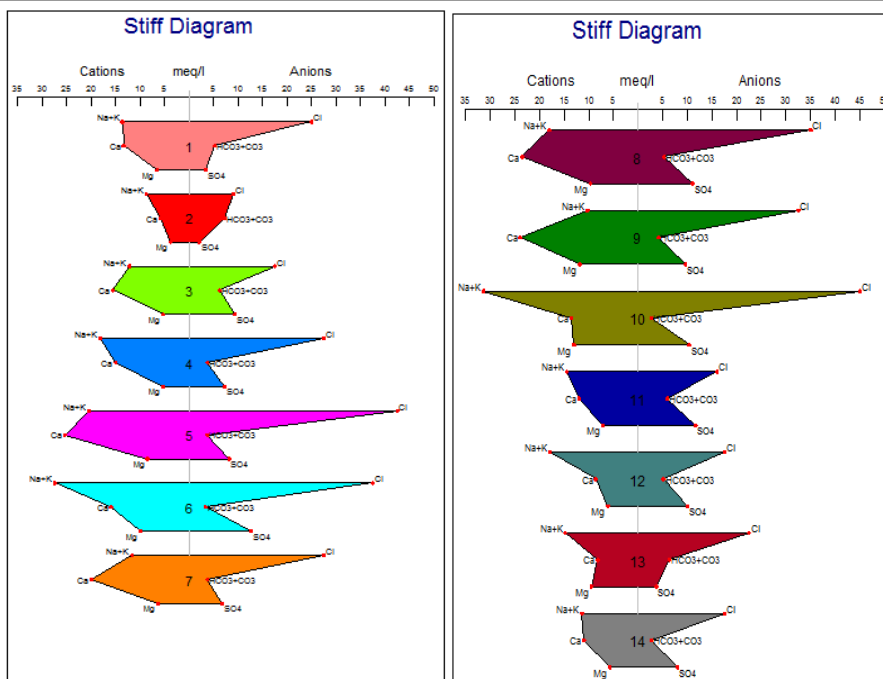 Stiff Diagram
Cations meq/l Anions
35 30 25 20 15 10 5 5 10 15 20 25 30 35 40 45 50
Na+K Cl
Ca 1 HCO3+CO3
Mg SO4
Na+K Cl
Ca 2 HCO3+CO3
Mg SO4
Na+K Cl
Ca 3 HCO3+CO3
Mg SO4
Na+K Cl
Ca 4 HCO3+CO3
Mg SO4
Na+K Cl
Ca 5 HCO3+CO3
Mg SO4
Na+K Cl
Ca 6 HCO3+CO3
Mg SO4
Na+K Cl
Ca 7 HCO3+CO3
Mg SO4
Stiff Diagram
Cations meq/l Anions
35 30 25 20 15 10 5 5 10 15 20 25 30 35 40 45 50
Na+K Cl
Ca 8 HCO3+CO3
Mg SO4
Na+K Cl
Ca 9 HCO3+CO3
Mg SO4
Na+K Cl
Ca 10 HCO3+CO3
Mg SO4
Na+K Cl
Ca 11 HCO3+CO3
Mg SO4
Na+K Cl
Ca 12 HCO3+CO3
Mg SO4
Na+K Cl
Ca 13 HCO3+CO3
Mg SO4
Na+K Cl
Ca 14 HCO3+CO3
Mg SO4